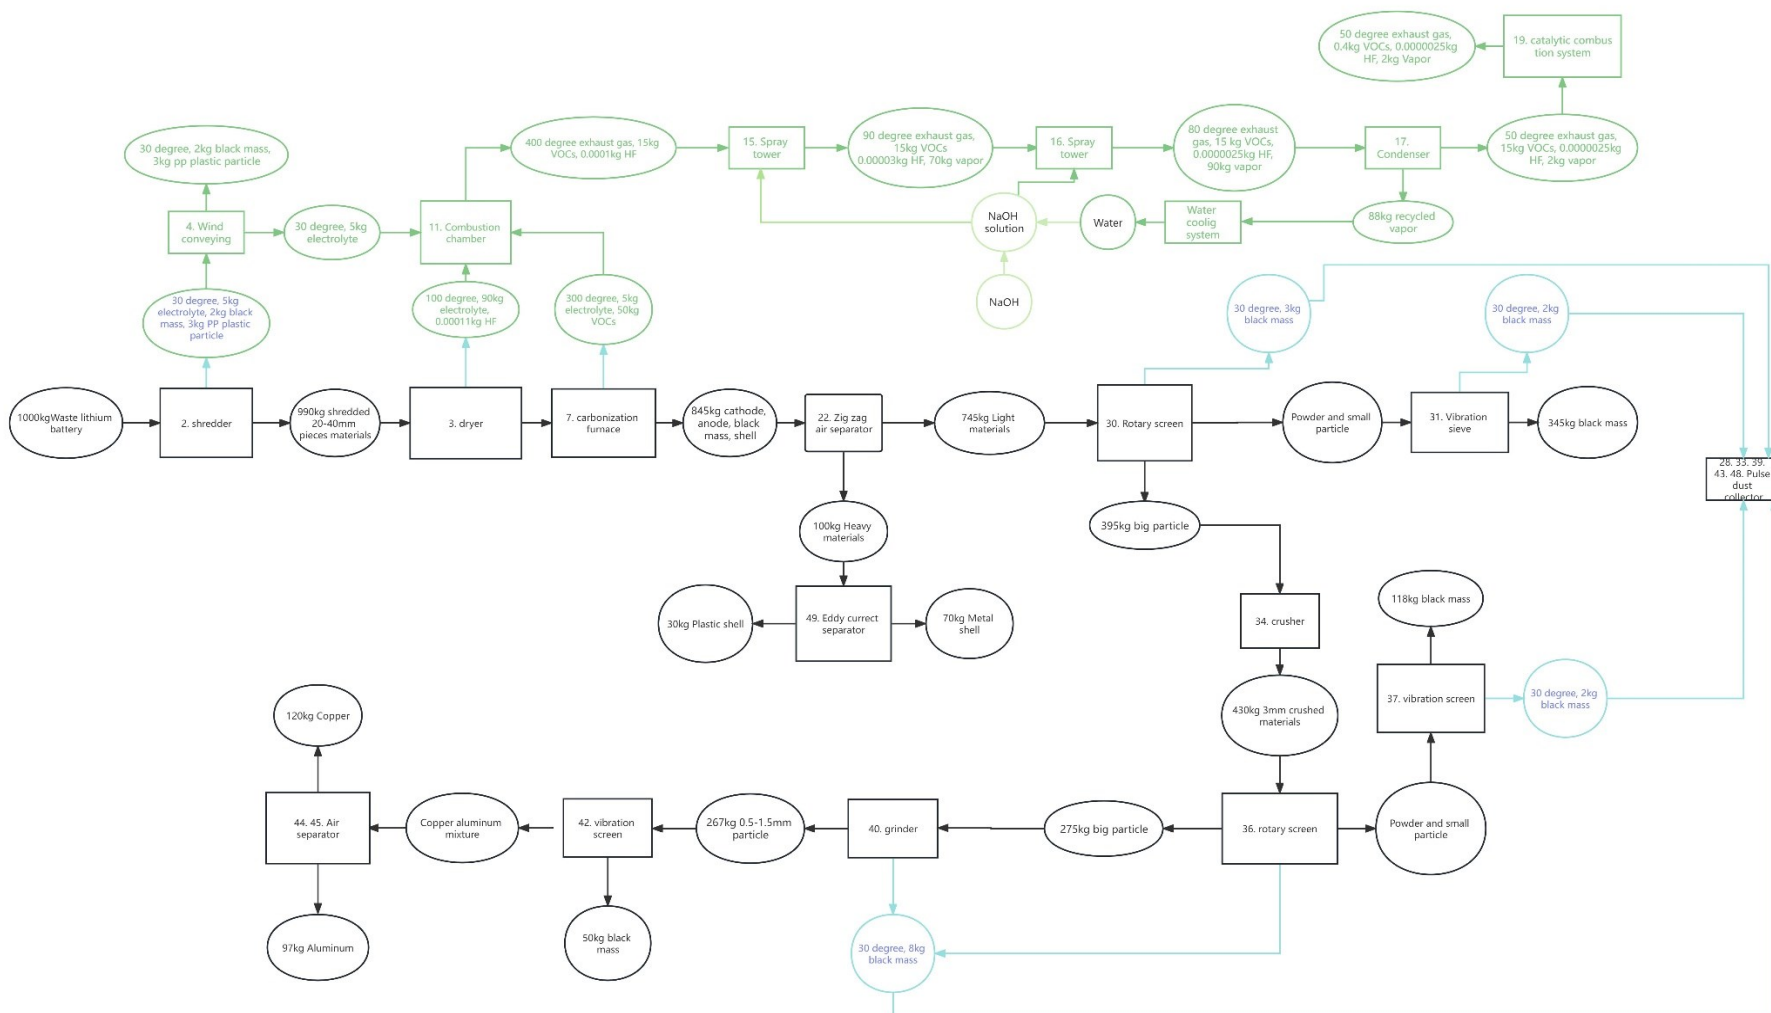 50 degree exhaust gas,
0.4kg VOCs, 0.0000025kg
HF, 2kg Vapor
19. catalytic combus
tion system
30 degree, 2kg black mass,
3kg pp plastic particle
400 degree exhaust gas, 15kg
VOCs, 0.0001kg HF
15. Spray
tower
90 degree exhaust gas,
15kg VOCs
0.00003kg HF, 70kg vapor
16. Spray
tower
80 degree exhaust
gas, 15 kg VOCs,
0.0000025kg HF,
90kg vapor
17.
Condenser
50 degree exhaust gas,
15kg VOCs, 0.0000025kg
HF, 2kg vapor
4. Wind
conveying
30 degree, 5kg
electrolyte
11. Combustion
chamber
NaOH
solution
Water
Water
coolig
system
88kg recycled
vapor
30 degree, 5kg
electrolyte, 2kg black
mass, 3kg PP plastic
particle
100 degree, 90kg
electrolyte,
0.00011kg HF
300 degree, 5kg
electrolyte, 50kg
VOCs
NaOH
30 degree, 3kg
black mass
30 degree, 2kg
black mass
1000kgWaste lithium
battery
2. shredder
990kg shredded
20-40mm
pieces materials
3. dryer
7. carbonization
furnace
845kg cathode,
anode, black
mass, shell
22. Zig zag
air separator
745kg Light
materials
30. Rotary screen
Powder and small
particle
31. Vibration
sieve
345kg black mass
28. 33. 39.
43. 48. Pulse
dust
collector
100kg Heavy
materials
395kg big particle
30kg Plastic shell
49. Eddy currect
separator
70kg Metal
shell
34. crusher
118kg black mass
430kg 3mm crushed
materials
37. vibration screen
30 degree, 2kg
black mass
120kg Copper
44. 45. Air
separator
Copper aluminum
mixture
42. vibration
screen
267kg 0.5-1.5mm
particle
40. grinder
275kg big particle
36. rotary screen
Powder and small
particle
97kg Aluminum
50kg black
mass
30 degree, 8kg
black mass